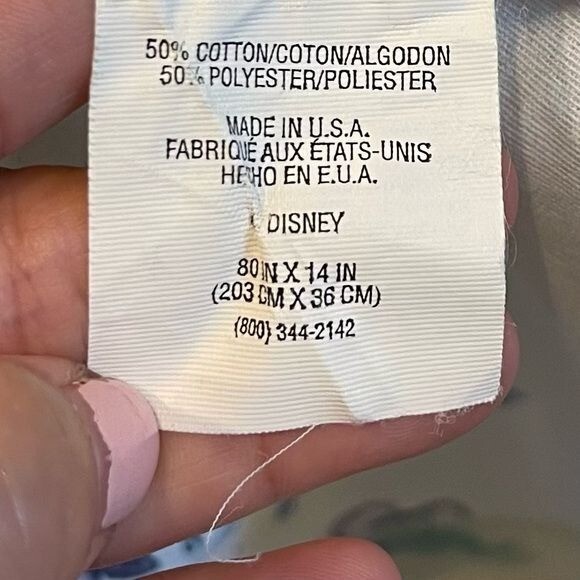 50% COTTON/COTON/ALGODON
50% POLYESTER/POLIESTER
MADE IN U.S.A.
FABRIQUÉ AUX ÉTATS-UNIS
HECHO EN E.U.A.
DISNEY
80 IN X 14 IN
(203 CM X 36 CM)
(800) 344-2142